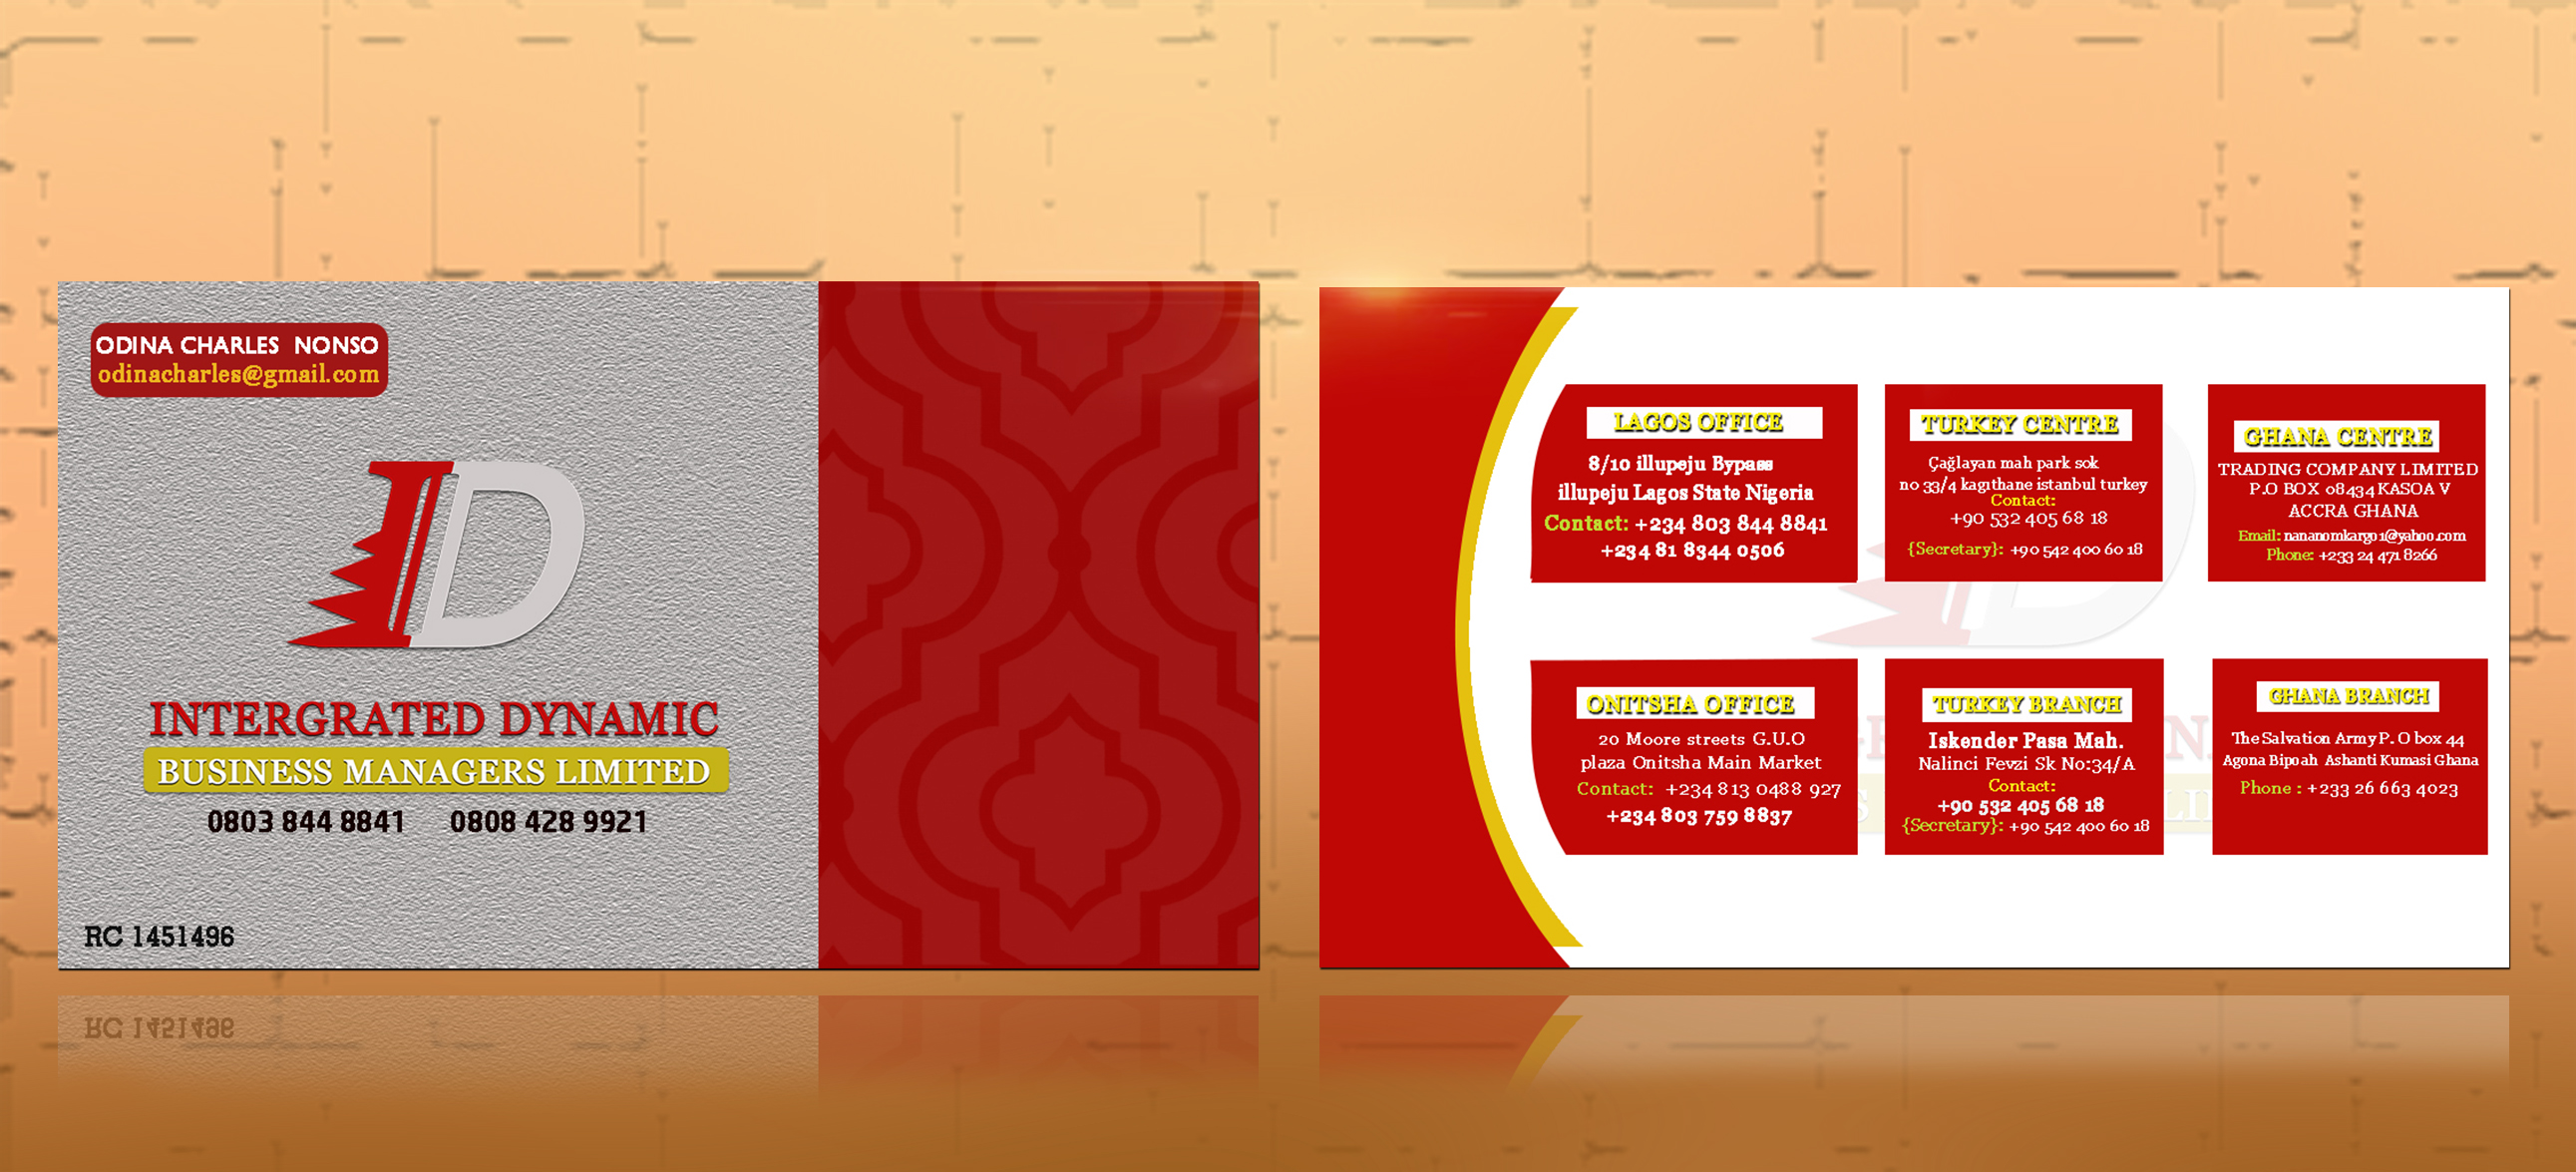 ODINA CHARLES NONSO
odinacharles@gmail.com
ID
INTERGRATED DYNAMIC
BUSINESS MANAGERS LIMITED
0803 844 8841 0808 428 9921
RC 1451496
LAGOS OFFICE
8/10 illupeju Bypass
illupeju Lagos State Nigeria
Contact: +234 803 844 8841
+234 81 8344 0506
TURKEY CENTRE
Çağlayan mah park sok
no 33/4 kagıthane istanbul turkey
Contact:
+90 532 405 68 18
{Secretary}: +90 542 400 60 18
GHANA CENTRE
TRADING COMPANY LIMITED
P.O BOX 08434 KASOA V
ACCRA GHANA
Email: nananomkargo1@yahoo.com
Phone: +233 24 471 8266
ONITSHA OFFICE
20 Moore streets G.U.O
plaza Onitsha Main Market
Contact: +234 813 0488 927
+234 803 759 8837
TURKEY BRANCH
Iskender Pasa Mah.
Nalinci Fevzi Sk No:34/A
Contact:
+90 532 405 68 18
{Secretary}: +90 542 400 60 18
GHANA BRANCH
The Salvation Army P. O box 44
Agona Bipoah Ashanti Kumasi Ghana
Phone : +233 26 663 4023